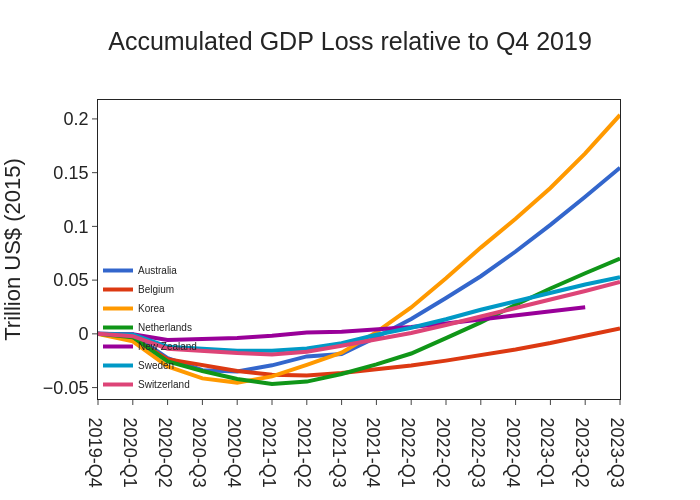 Accumulated GDP Loss relative to Q4 2019
Trillion US$ (2015)
0.2
0.15
0.1
0.05
0
−0.05
Australia
Belgium
Korea
Netherlands
New Zealand
Sweden
Switzerland
2019-Q4
2020-Q1
2020-Q2
2020-Q3
2020-Q4
2021-Q1
2021-Q2
2021-Q3
2021-Q4
2022-Q1
2022-Q2
2022-Q3
2022-Q4
2023-Q1
2023-Q2
2023-Q3